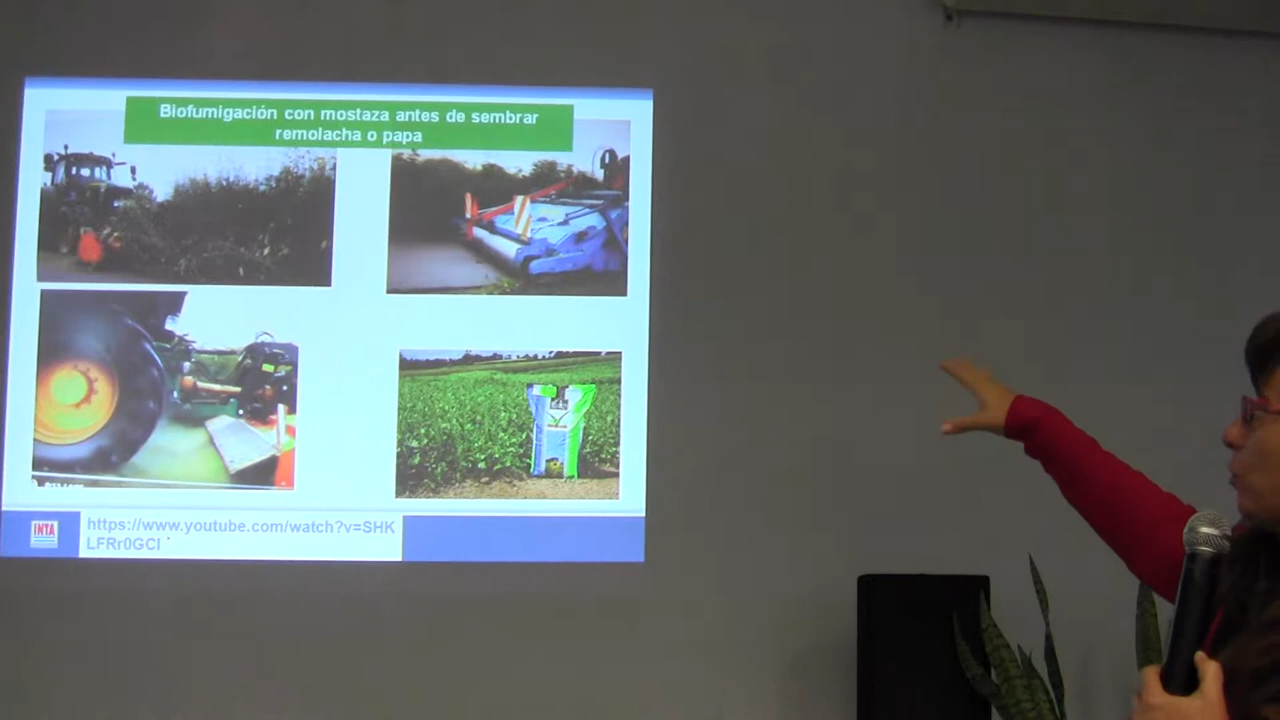 Biofumigación con mostaza antes de sembrar
remolacha o papa
INTA
https://www.youtube.com/watch?v=SHK
LFRr0GCI